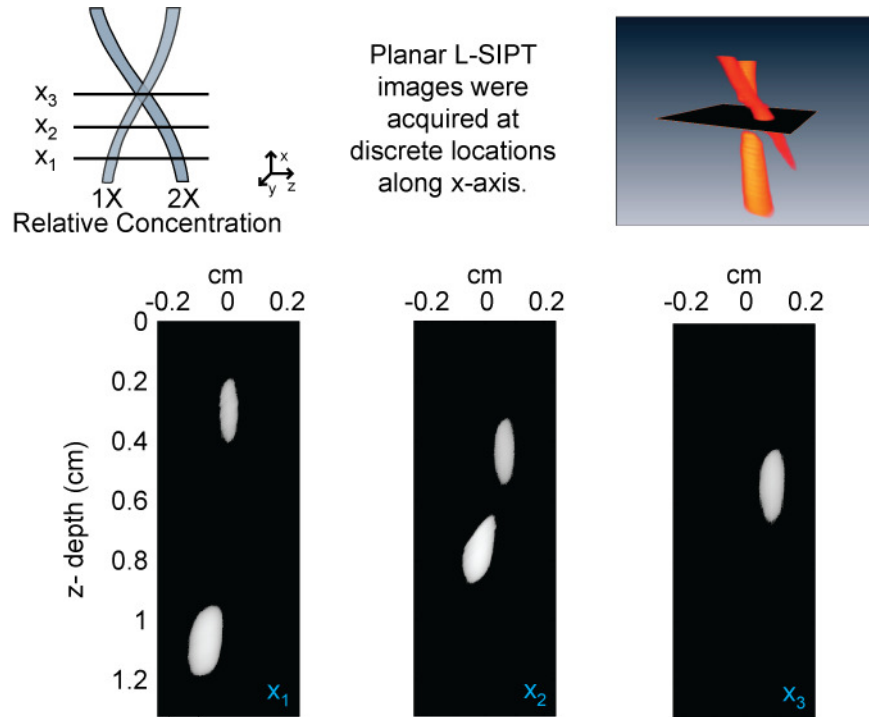 x3
x2
x1
1X 2X
Relative Concentration
x
y
z
Planar L-SIPT
images were
acquired at
discrete locations
along x-axis.
cm
-0.2 0 0.2
cm
-0.2 0 0.2
cm
-0.2 0 0.2
z- depth (cm)
0
0.2
0.4
0.6
0.8
1
1.2
x1
x2
x3